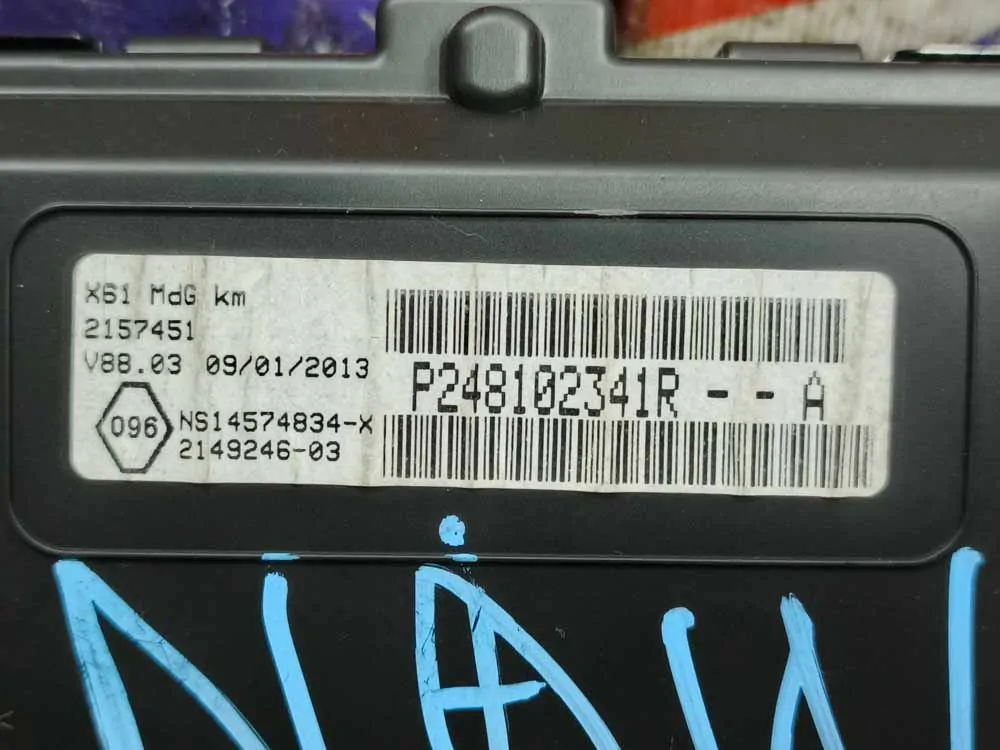 X61 MdG km
2157451
V88.03 09/01/2013
096
NS14574834-X
2149246-03
P248102341R - - A